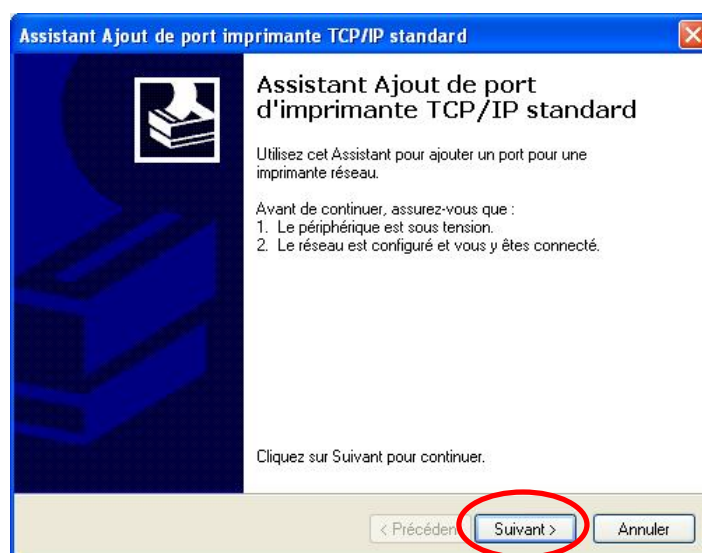 Assistant Ajout de port imprimante TCP/IP standard
Assistant Ajout de port
d'imprimante TCP/IP standard
Utilisez cet Assistant pour ajouter un port pour une
imprimante réseau.
Avant de continuer, assurez-vous que :
1. Le périphérique est sous tension.
2. Le réseau est configuré et vous y êtes connecté.
Cliquez sur Suivant pour continuer.
< Précéden Suivant > Annuler